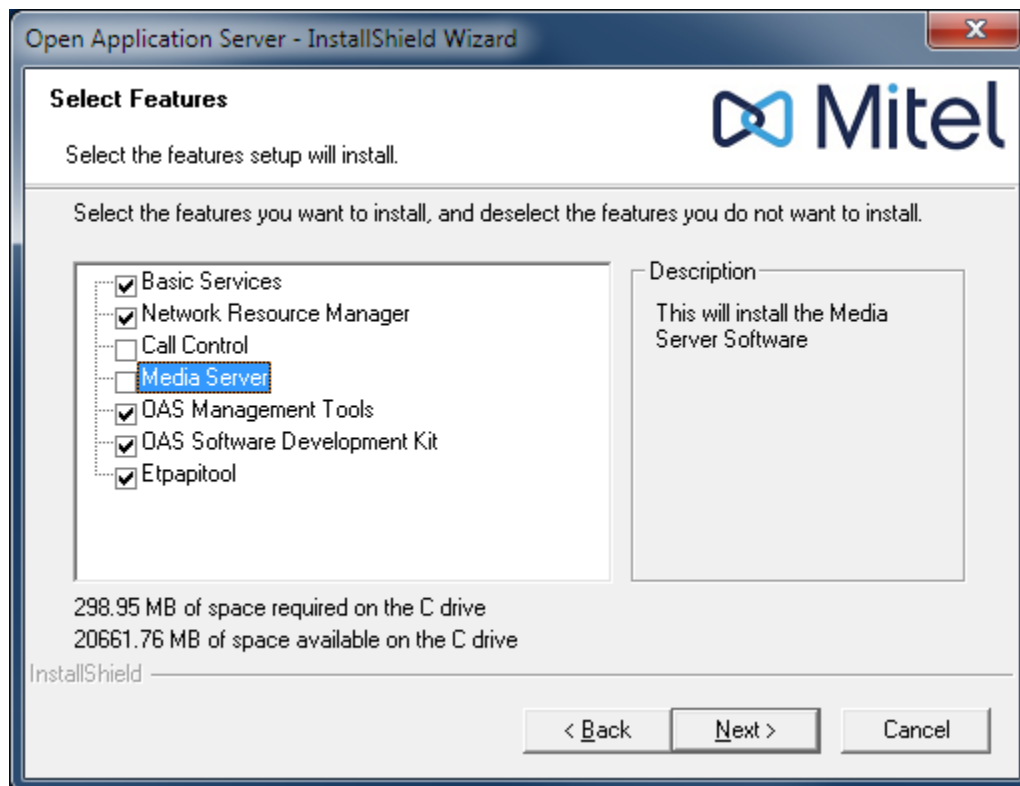 Open Application Server - InstallShield Wizard
Select Features
Mitel
Select the features setup will install.
Select the features you want to install, and deselect the features you do not want to install.
Basic Services
Network Resource Manager
Call Control
Media Server
OAS Management Tools
OAS Software Development Kit
Etpapitool
Description
This will install the Media
Server Software
298.95 MB of space required on the C drive
20661.76 MB of space available on the C drive
InstallShield
< Back
Next >
Cancel